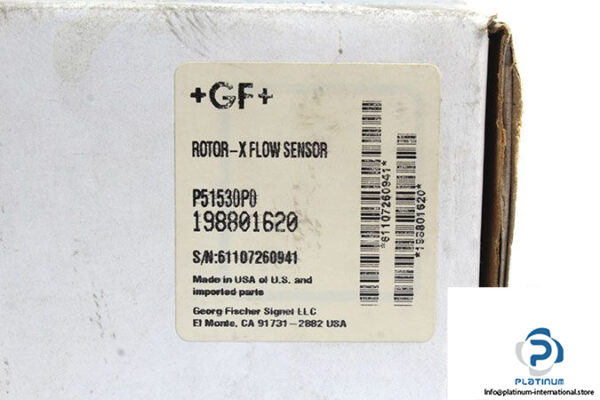 +GF+
ROTOR-X FLOW SENSOR
P51530P0
198801620
S/N:61107260941
Made in USA of U.S. and
imported parts
Georg Fischer Signet LLC
El Monte, CA 91731-2882 USA
*61107260941*
*198801620*
PLATINUM
Info@platinum-international.store